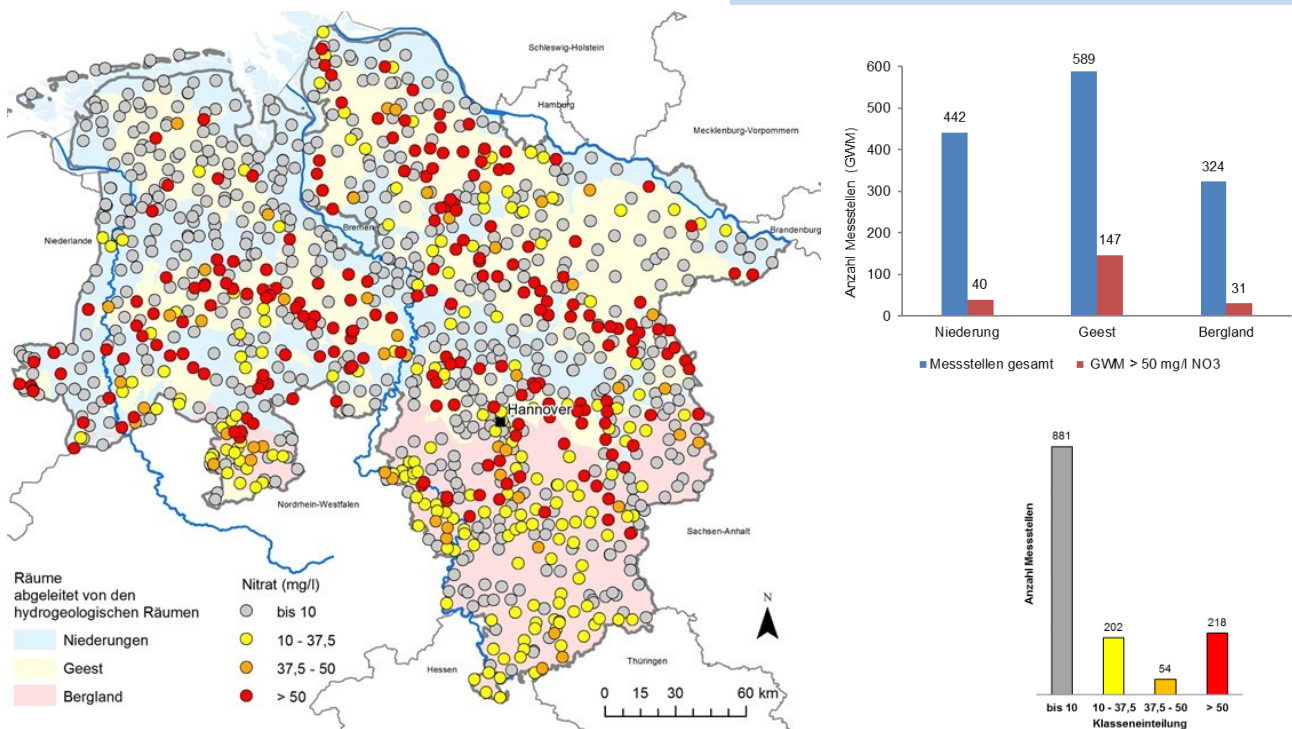 Schleswig-Holstein
Hamburg
Mecklenburg-Vorpommern
Niederlande
Bremen
Brandenburg
Hannover
Nordrhein-Westfalen
Sachsen-Anhalt
Hessen
Thüringen
Räume
abgeleitet von den
hydrogeologischen Räumen
Niederungen
Geest
Bergland
Nitrat (mg/l)
bis 10
10 - 37,5
37,5 - 50
> 50
N
0 15 30 45 60 km
Anzahl Messstellen (GWM)
600
500
400
300
200
100
0
442
40
589
147
324
31
Niederung Geest Bergland
Messstellen gesamt GWM > 50 mg/l NO3
Anzahl Messstellen
881
202
54
218
bis 10 10 - 37,5 37,5 - 50 > 50
Klasseneinteilung